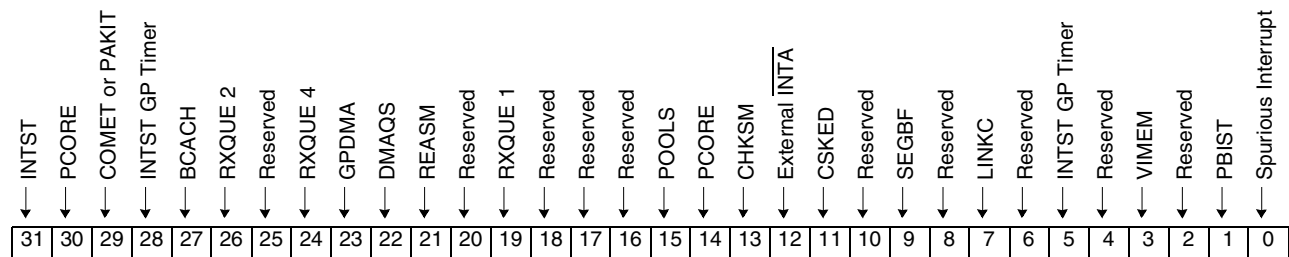 INTST
PCORE
COMET or PAKIT
INTST GP Timer
BCACH
RXQUE 2
Reserved
RXQUE 4
GPDMA
DMAQS
REASM
Reserved
RXQUE 1
Reserved
Reserved
Reserved
POOLS
PCORE
CHKSM
External INTA
CSKED
Reserved
SEGBF
Reserved
LINKC
Reserved
INTST GP Timer
Reserved
VIMEM
Reserved
PBIST
Spurious Interrupt
31 30 29 28 27 26 25 24 23 22 21 20 19 18 17 16 15 14 13 12 11 10 9 8 7 6 5 4 3 2 1 0